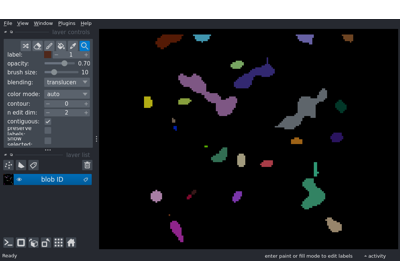 File View Window Plugins Help
layer controls
label: 1
opacity: 0.70
brush size: 10
blending: translucen
color mode: auto
contour: 0
n edit dim: 2
contiguous:
preserve labels:
show selected:
layer list
blob ID
Ready enter paint or fill mode to edit labels activity